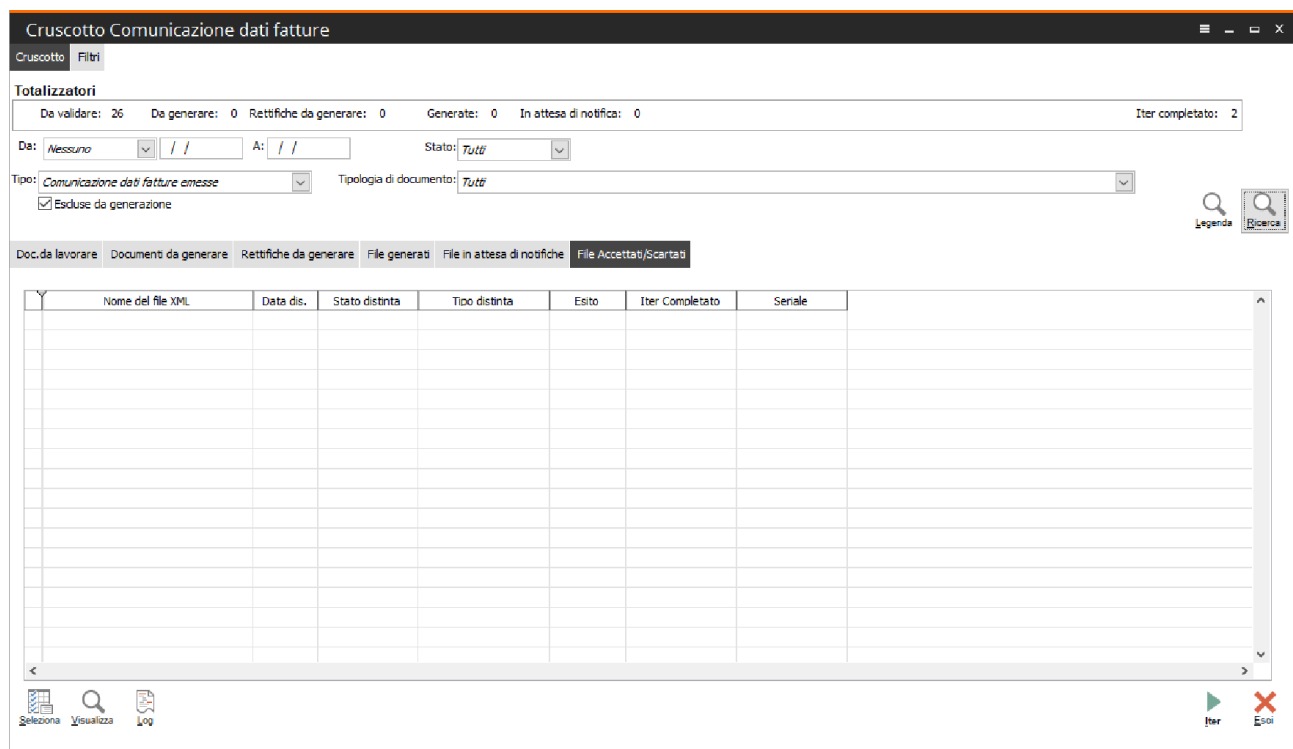 Cruscotto Comunicazione dati fatture
Cruscotto Filtri
Totalizzatori
Da validare: 26 Da generare: 0 Rettifiche da generare: 0 Generate: 0 In attesa di notifica: 0 Iter completato: 2
Da: Nessuno / / A: / / Stato: Tutti
Tipo: Comunicazione dati fatture emesse Tipologia di documento: Tutti
Escluse da generazione
Legenda Ricerca
Doc.da lavorare Documenti da generare Rettifiche da generare File generati File in attesa di notifiche File Accettati/Scartati
Nome del file XML Data dis. Stato distinta Tipo distinta Esito Iter Completato Seriale
Seleziona Visualizza Log Iter Esci